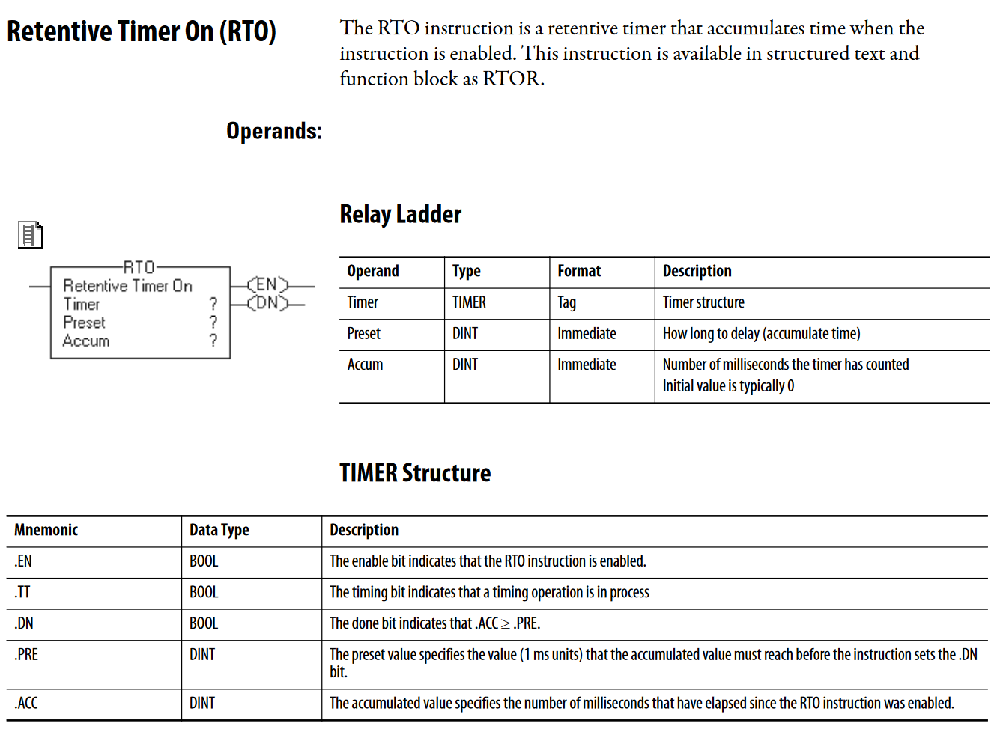 Retentive Timer On (RTO)
The RTO instruction is a retentive timer that accumulates time when the
instruction is enabled. This instruction is available in structured text and
function block as RTOR.
Operands:
Relay Ladder
RTO
Retentive Timer On
Timer ?
Preset ?
Accum ?
EN
DN
Operand Type Format Description
Timer TIMER Tag Timer structure
Preset DINT Immediate How long to delay (accumulate time)
Accum DINT Immediate Number of milliseconds the timer has counted
Initial value is typically 0
TIMER Structure
Mnemonic Data Type Description
.EN BOOL The enable bit indicates that the RTO instruction is enabled.
.TT BOOL The timing bit indicates that a timing operation is in process
.DN BOOL The done bit indicates that .ACC ≥ .PRE.
.PRE DINT The preset value specifies the value (1 ms units) that the accumulated value must reach before the instruction sets the .DN
bit.
.ACC DINT The accumulated value specifies the number of milliseconds that have elapsed since the RTO instruction was enabled.